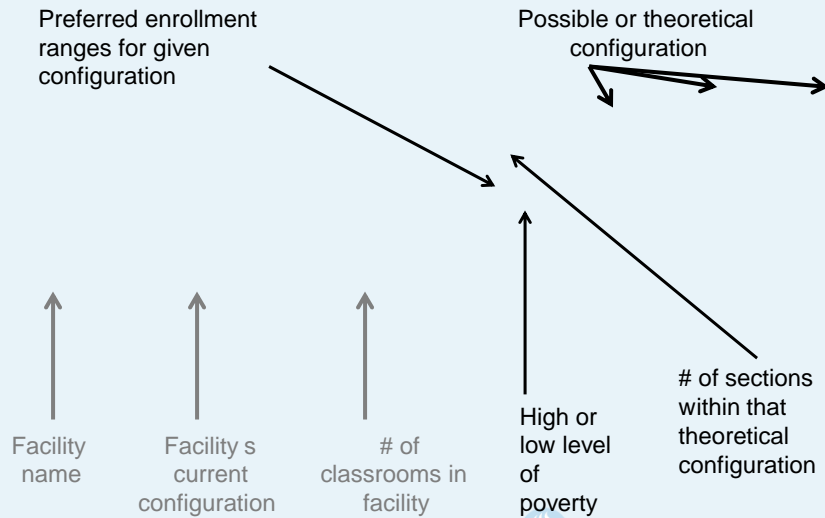 Preferred enrollment
ranges for given
configuration
Possible or theoretical
configuration
Facility
name
Facility s
current
configuration
# of
classrooms in
facility
High or
low level
of
poverty
# of sections
within that
theoretical
configuration